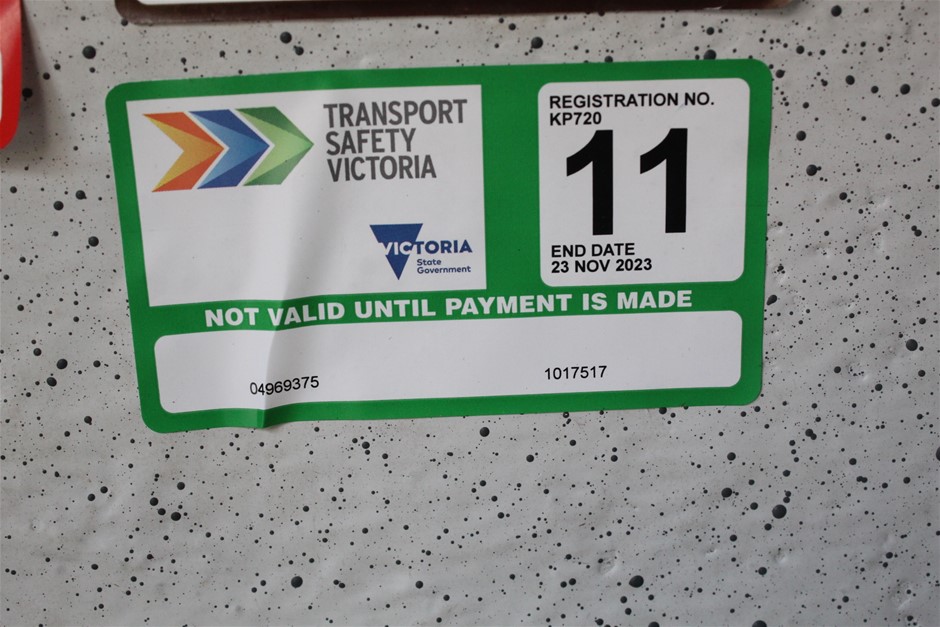 TRANSPORT
SAFETY
VICTORIA
VICTORIA
State
Government
REGISTRATION NO.
KP720
11
END DATE
23 NOV 2023
NOT VALID UNTIL PAYMENT IS MADE
04969375
1017517